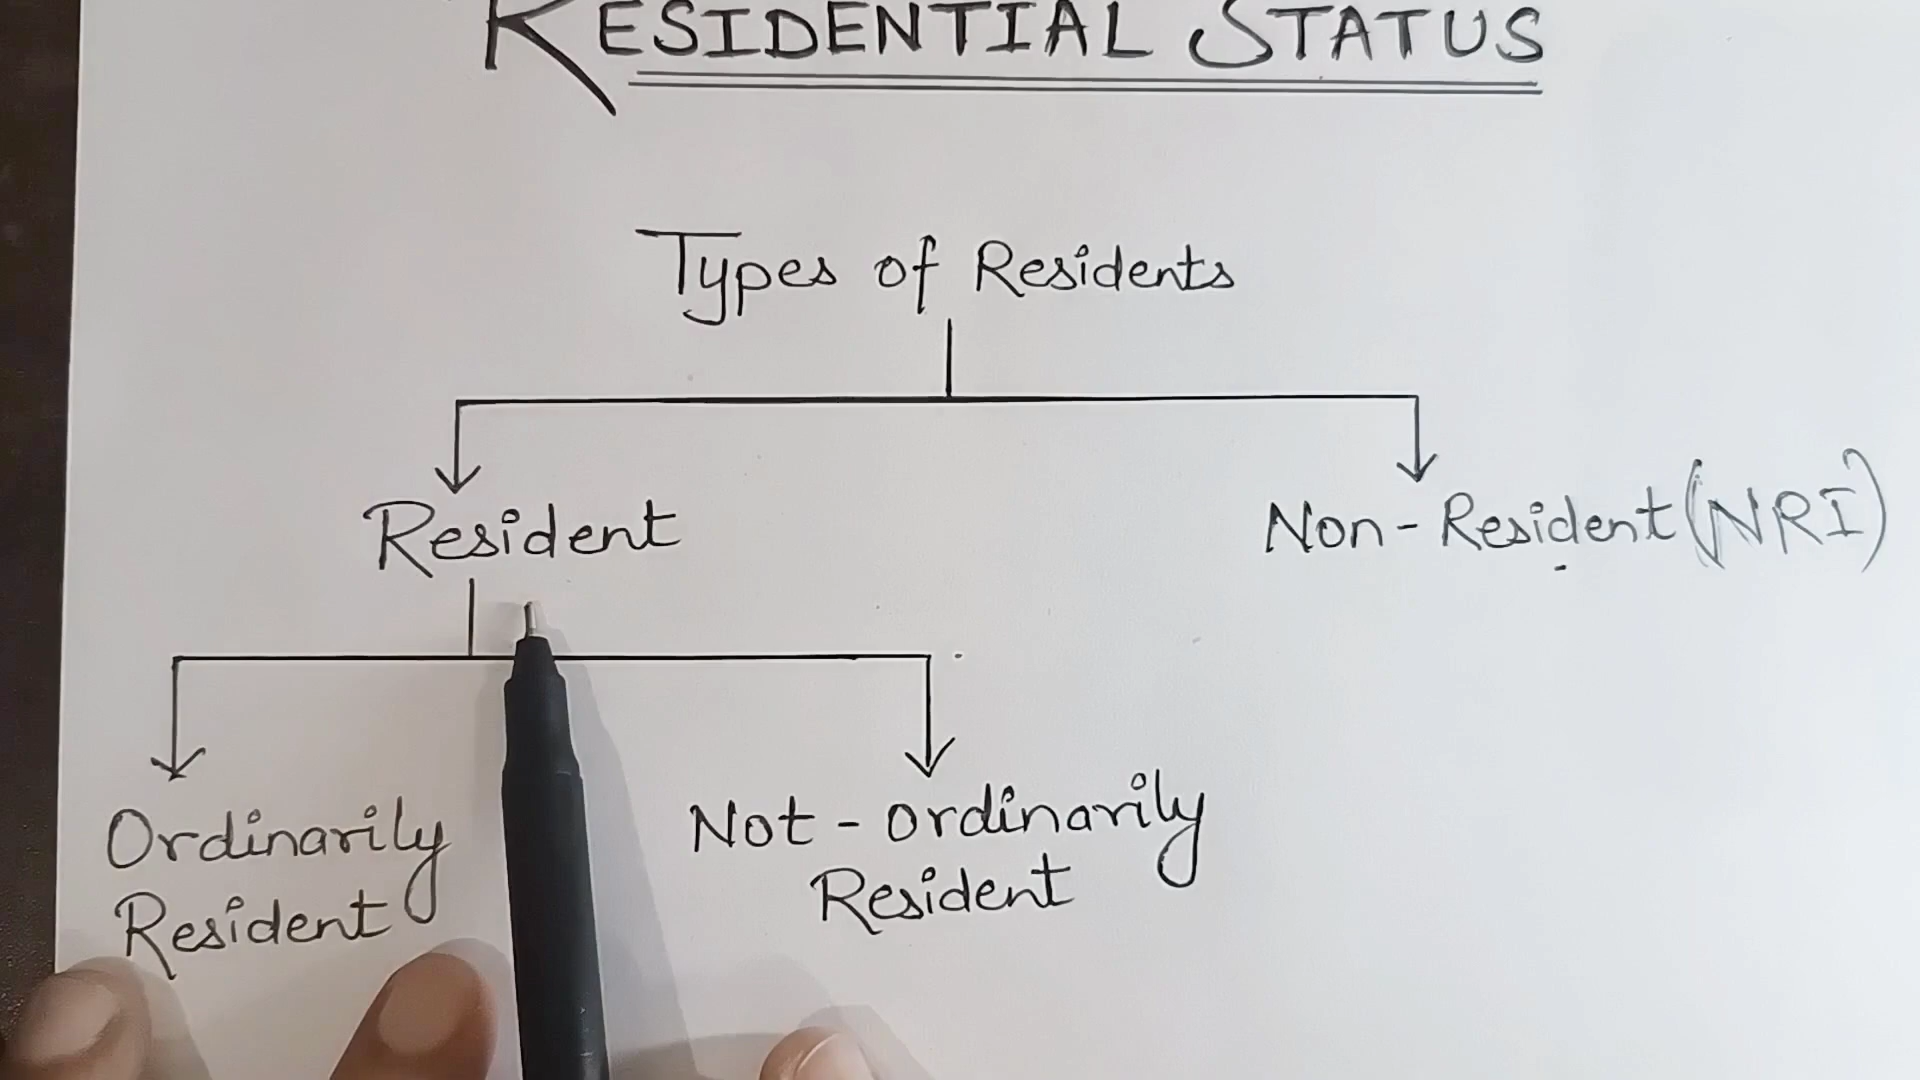 RESIDENTIAL STATUS
Types of Residents
Resident
Non-Resident (NRI)
Ordinarily
Resident
Not-ordinarily
Resident